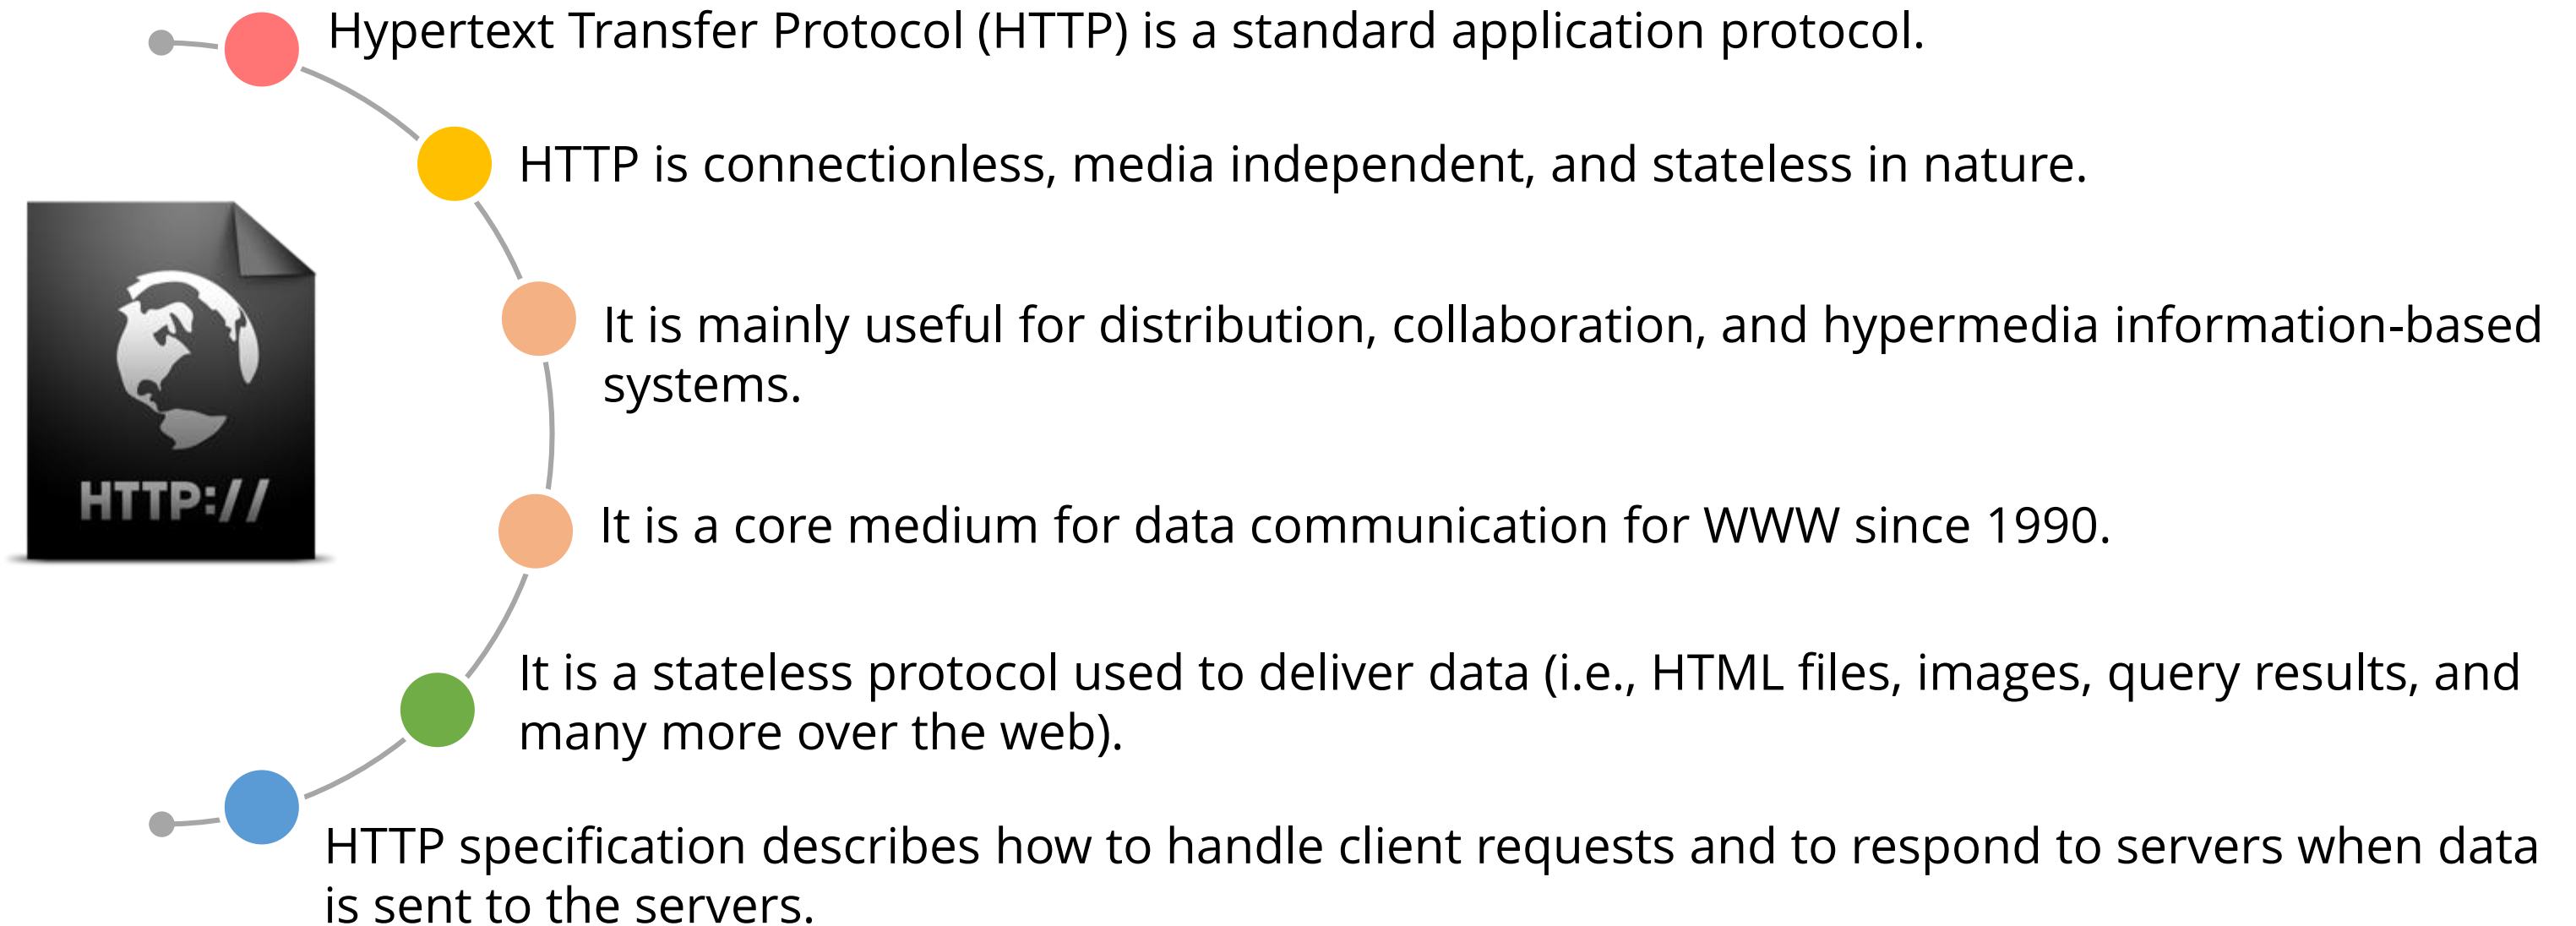 Hypertext Transfer Protocol (HTTP) is a standard application protocol.
HTTP is connectionless, media independent, and stateless in nature.
It is mainly useful for distribution, collaboration, and hypermedia information-based
systems.
HTTP://
It is a core medium for data communication for WWW since 1990.
It is a stateless protocol used to deliver data (i.e., HTML files, images, query results, and
many more over the web).
HTTP specification describes how to handle client requests and to respond to servers when data
is sent to the servers.